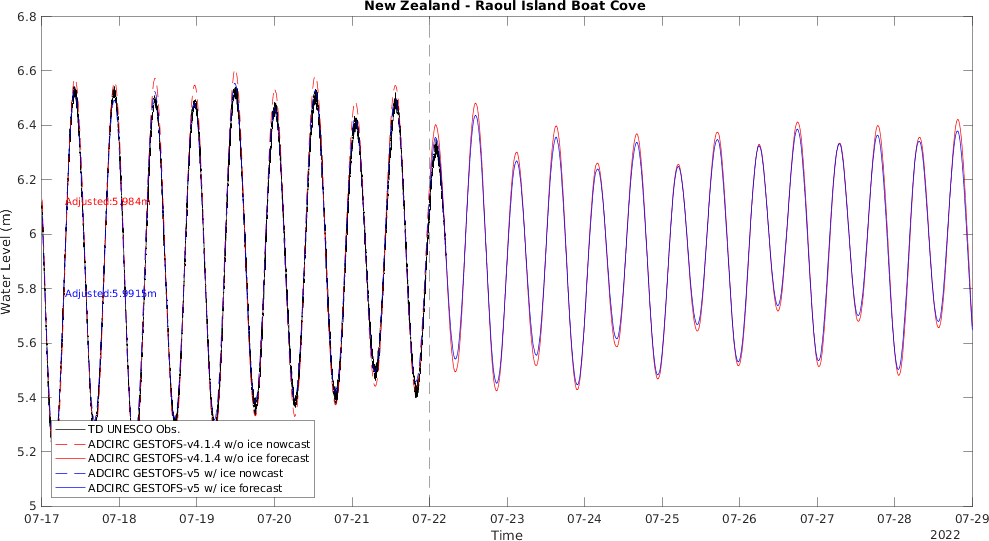 New Zealand - Raoul Island Boat Cove
6.8
6.6
6.4
6.2
6
5.8
5.6
5.4
5.2
5
Water Level (m)
Adjusted:5.984m
Adjusted:5.9915m
TD UNESCO Obs.
ADCIRC GESTOFS-v4.1.4 w/o ice nowcast
ADCIRC GESTOFS-v4.1.4 w/o ice forecast
ADCIRC GESTOFS-v5 w/ ice nowcast
ADCIRC GESTOFS-v5 w/ ice forecast
07-17 07-18 07-19 07-20 07-21 07-22 07-23 07-24 07-25 07-26 07-27 07-28 07-29
Time
2022